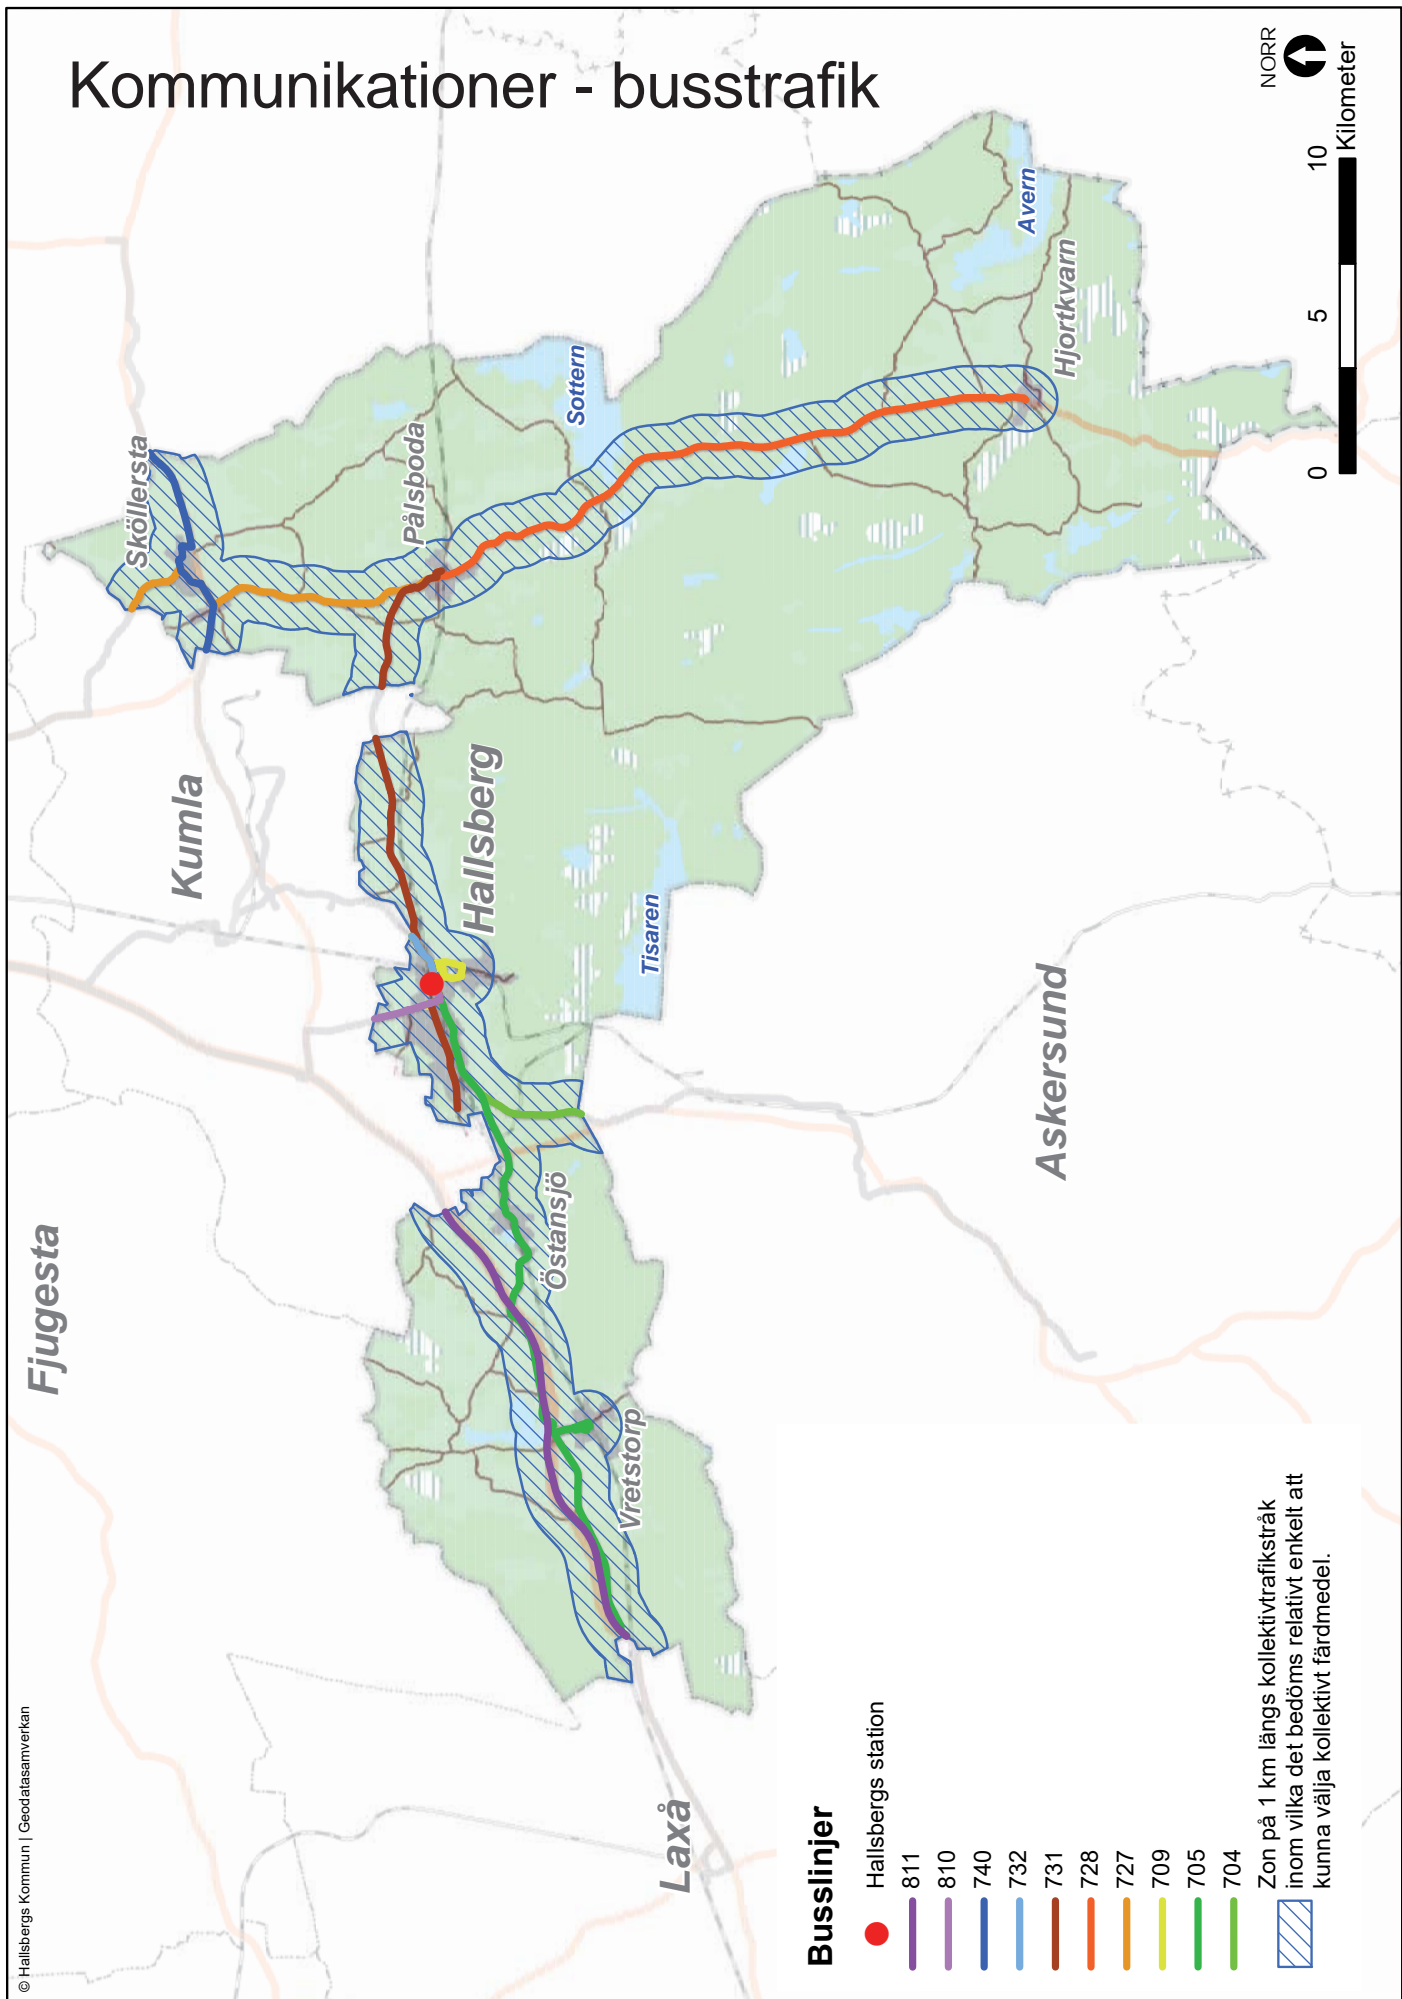 Kommunikationer - busstrafik
NORR
Kilometer
0
5
10
Sköllersta
Pålsboda
Sottern
Avern
Hjortkvarn
Kumla
Hallsberg
Tisaren
Askersund
Fjugesta
Östansjö
Vretstorp
Laxå
Busslinjer
Hallsbergs station
811
810
740
732
731
728
727
709
705
704
Zon på 1 km längs kollektivtrafikstråk
inom vilka det bedöms relativt enkelt att
kunna välja kollektivt färdmedel.
© Hallsbergs Kommun | Geodatasamverkan